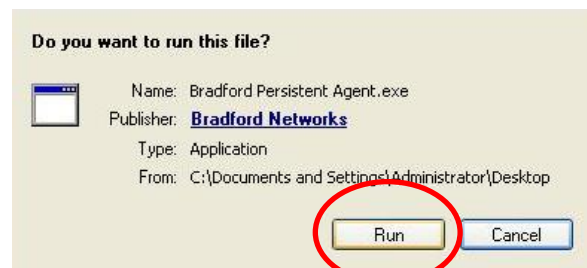 Do you want to run this file?
Name: Bradford Persistent Agent.exe
Publisher: Bradford Networks
Type: Application
From: C:\Documents and Settings\Administrator\Desktop
Run Cancel